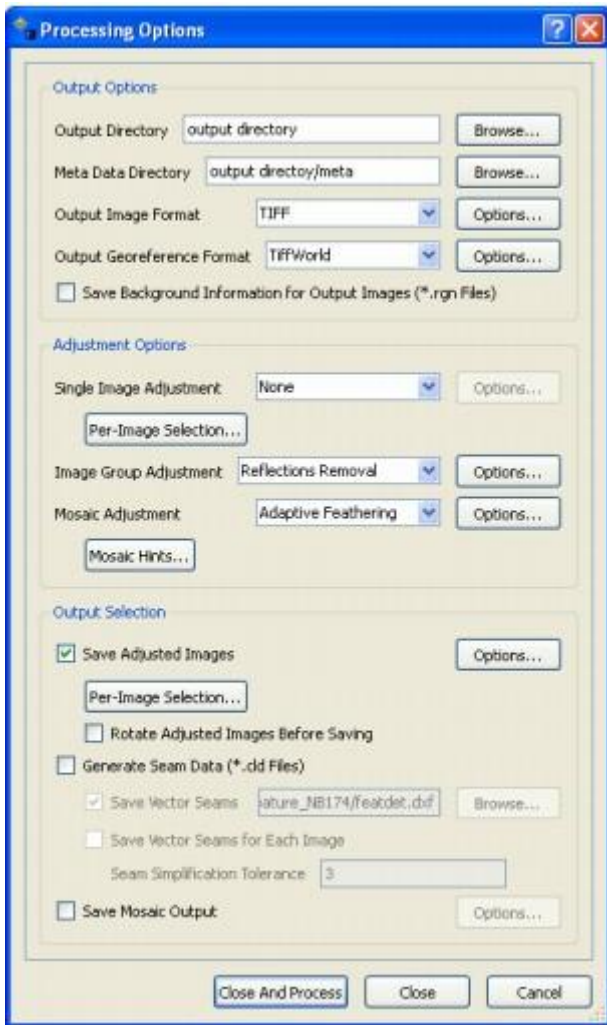 Processing Options
Output Options
Output Directory output directory Browse...
Meta Data Directory output directoy/meta Browse...
Output Image Format TIFF Options...
Output Georeference Format TiffWorld Options...
Save Background Information for Output Images (*.rgn Files)
Adjustment Options
Single Image Adjustment None Options...
Per-Image Selection...
Image Group Adjustment Reflections Removal Options...
Mosaic Adjustment Adaptive Feathering Options...
Mosaic Hints...
Output Selection
Save Adjusted Images Options...
Per-Image Selection...
Rotate Adjusted Images Before Saving
Generate Seam Data (*.dd Files)
Save Vector Seams ature_NB174/featdet.dxf Browse...
Save Vector Seams for Each Image
Seam Simplification Tolerance 3
Save Mosaic Output Options...
Close And Process Close Cancel